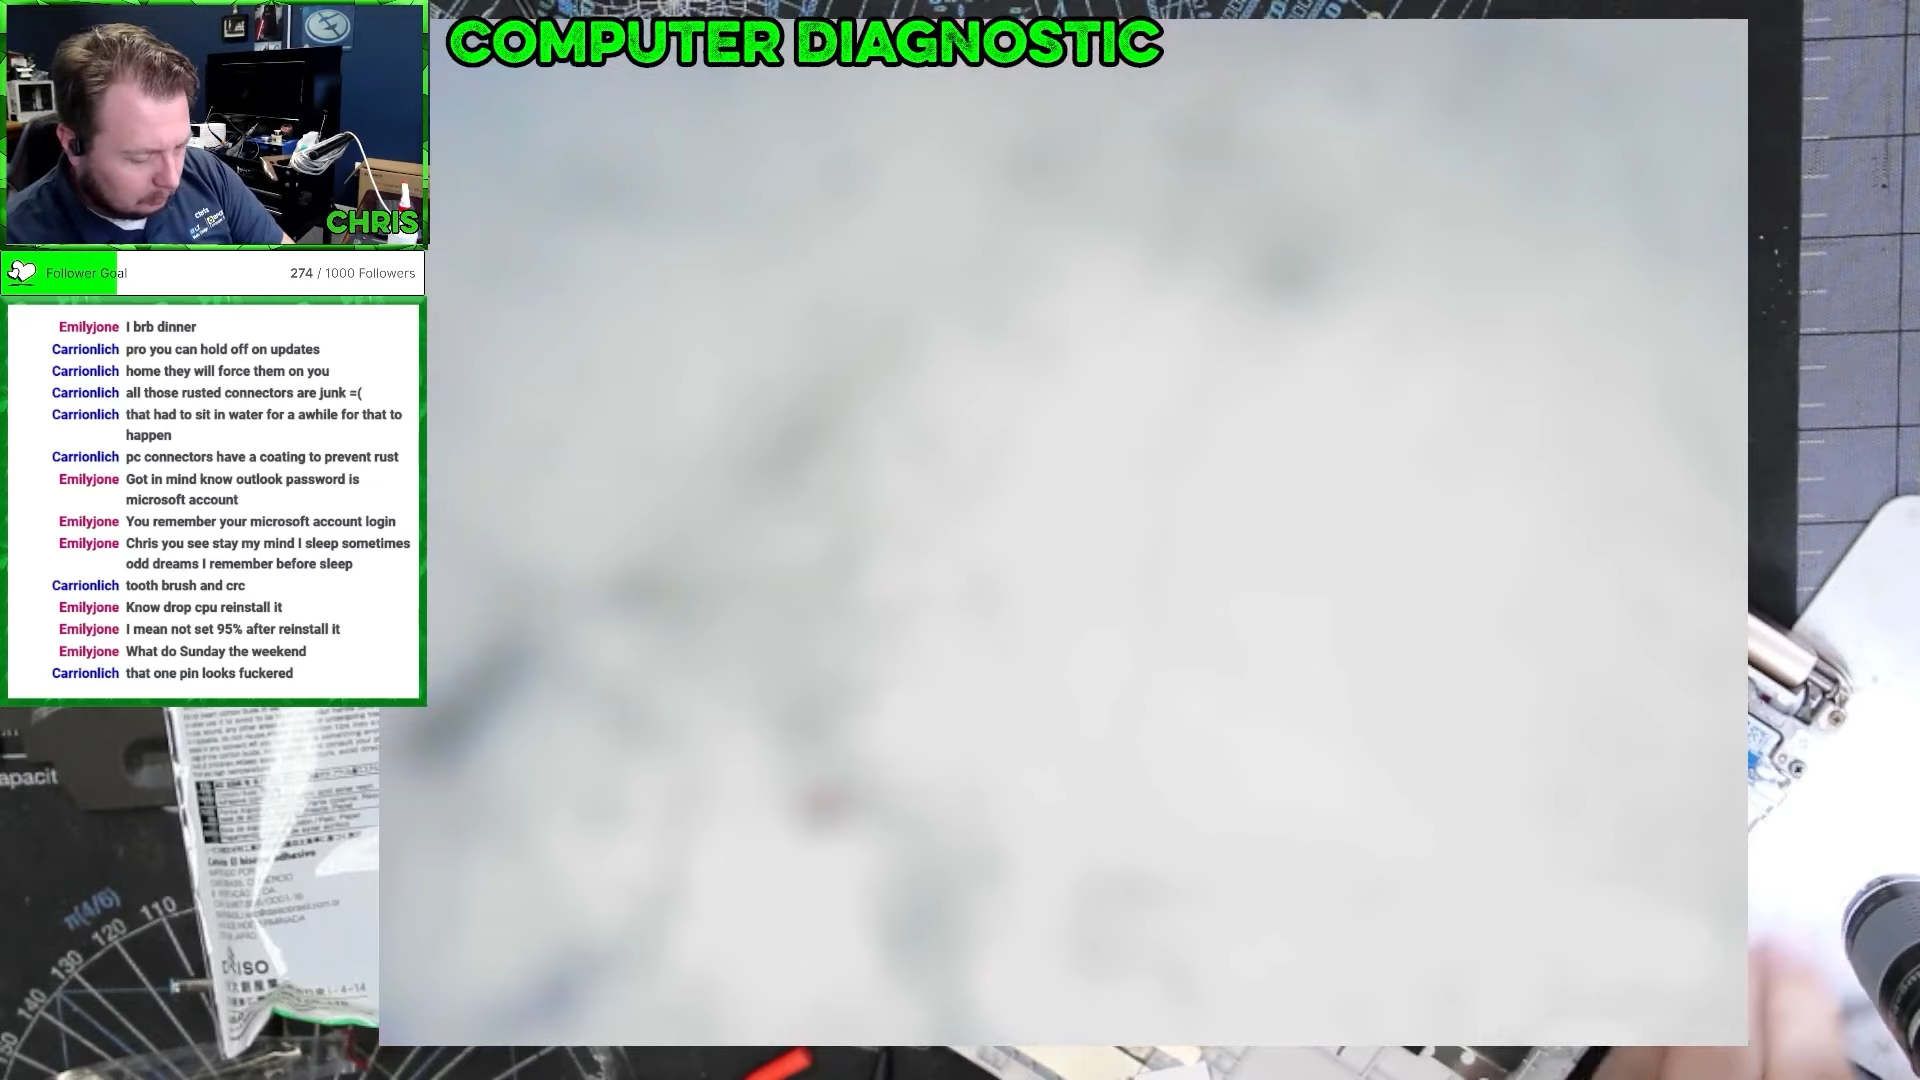 COMPUTER DIAGNOSTIC
CHRIS
Follower Goal
274 / 1000 Followers
Emilyjone I brb dinner
Carrionlich pro you can hold off on updates
Carrionlich home they will force them on you
Carrionlich all those rusted connectors are junk =(
Carrionlich that had to sit in water for a awhile for that to
happen
Carrionlich pc connectors have a coating to prevent rust
Emilyjone Got in mind know outlook password is
microsoft account
Emilyjone You remember your microsoft account login
Emilyjone Chris you see stay my mind I sleep sometimes
odd dreams I remember before sleep
Carrionlich tooth brush and crc
Emilyjone Know drop cpu reinstall it
Emilyjone I mean not set 95% after reinstall it
Emilyjone What do Sunday the weekend
Carrionlich that one pin looks fuckered
apacit
π(4/6)
110
120
130
140
150